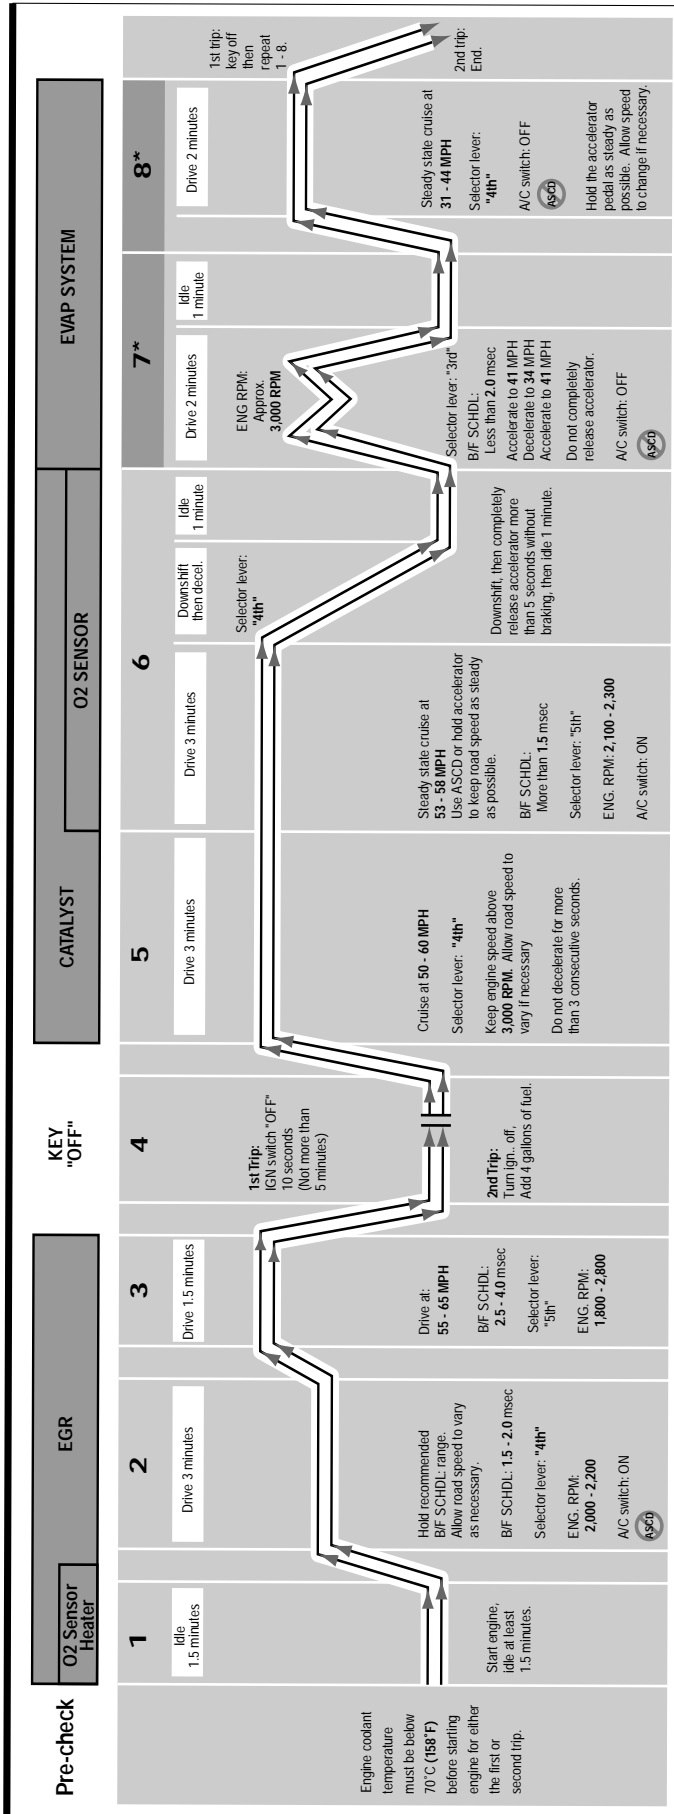 Pre-check
O2 Sensor
Heater
EGR
KEY
"OFF"
CATALYST
O2 SENSOR
EVAP SYSTEM
1
2
3
4
5
6
7*
8*
Idle
1.5 minutes
Drive 3 minutes
Drive 1.5 minutes
Drive 3 minutes
Drive 3 minutes
Downshift
then decel.
Idle
1 minute
Drive 2 minutes
Idle
1 minute
Drive 2 minutes
Engine coolant
temperature
must be below
70˚C (158˚F)
before starting
engine for either
the first or
second trip.
Start engine,
idle at least
1.5 minutes.
Hold recommended
B/F SCHDL: range.
Allow road speed to vary
as necessary.
B/F SCHDL: 1.5 - 2.0 msec
Selector lever: "4th"
ENG. RPM:
2,000 - 2,200
A/C switch: ON
ASCD
Drive at:
55 - 65 MPH
B/F SCHDL:
2.5 - 4.0 msec
Selector lever:
"5th"
ENG. RPM:
1,800 - 2,800
1st Trip:
IGN switch "OFF"
10 seconds
(Not more than
5 minutes)
2nd Trip:
Turn ign.. off,
Add 4 gallons of fuel.
Cruise at 50 - 60 MPH
Selector lever: "4th"
Keep engine speed above
3,000 RPM. Allow road speed to
vary if necessary
Do not decelerate for more
than 3 consecutive seconds.
Steady state cruise at
53 - 58 MPH
Use ASCD or hold accelerator
to keep road speed as steady
as possible.
B/F SCHDL:
More than 1.5 msec
Selector lever: "5th"
ENG. RPM: 2,100 - 2,300
A/C switch: ON
Selector lever:
"4th"
Downshift, then completely
release accelerator more
than 5 seconds without
braking, then idle 1 minute.
ENG RPM:
Approx.
3,000 RPM
Selector lever: "3rd"
B/F SCHDL:
Less than 2.0 msec
Accelerate to 41 MPH
Decelerate to 34 MPH
Accelerate to 41 MPH
Do not completely
release accelerator.
A/C switch: OFF
ASCD
Steady state cruise at
31 - 44 MPH
Selector lever:
"4th"
A/C switch: OFF
ASCD
Hold the accelerator
pedal as steady as
possible. Allow speed
to change if necessary.
1st trip:
key off
then
repeat
1 - 8.
2nd trip:
End.